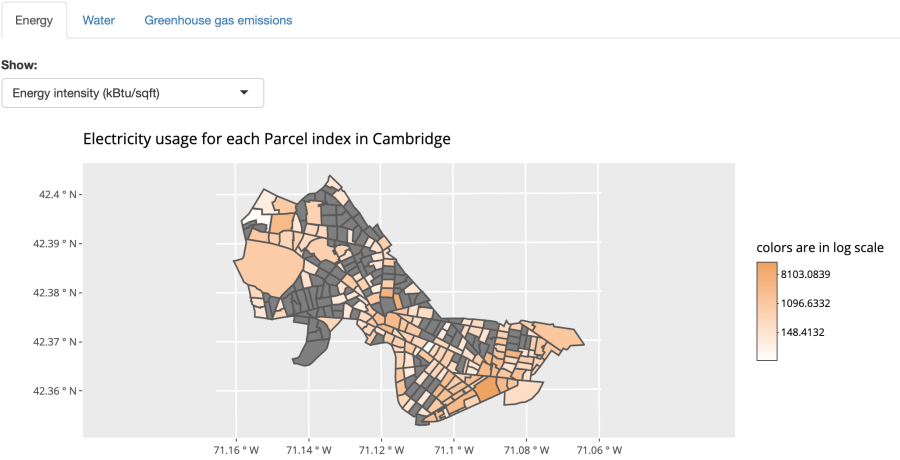 Energy Water Greenhouse gas emissions
Show:
Energy intensity (kBtu/sqft)
Electricity usage for each Parcel index in Cambridge
42.4 ° N
42.39 ° N
42.38 ° N
42.37 ° N
42.36 ° N
71.16 ° W 71.14 ° W 71.12 ° W 71.1 ° W 71.08 ° W 71.06 ° W
colors are in log scale
8103.0839
1096.6332
148.4132